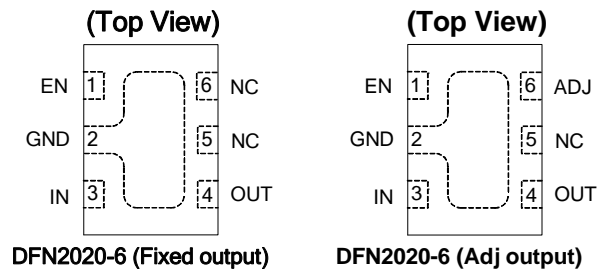 (Top View)
EN 1 6 NC
GND 2 5 NC
IN 3 4 OUT
DFN2020-6 (Fixed output)
(Top View)
EN 1 6 ADJ
GND 2 5 NC
IN 3 4 OUT
DFN2020-6 (Adj output)